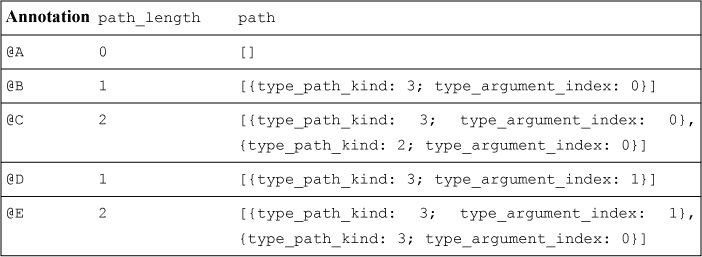 Annotation path_length path
@A 0 []
@B 1 [{type_path_kind: 3; type_argument_index: 0}]
@C 2 [{type_path_kind: 3; type_argument_index: 0},
{type_path_kind: 2; type_argument_index: 0}]
@D 1 [{type_path_kind: 3; type_argument_index: 1}]
@E 2 [{type_path_kind: 3; type_argument_index: 1},
{type_path_kind: 3; type_argument_index: 0}]